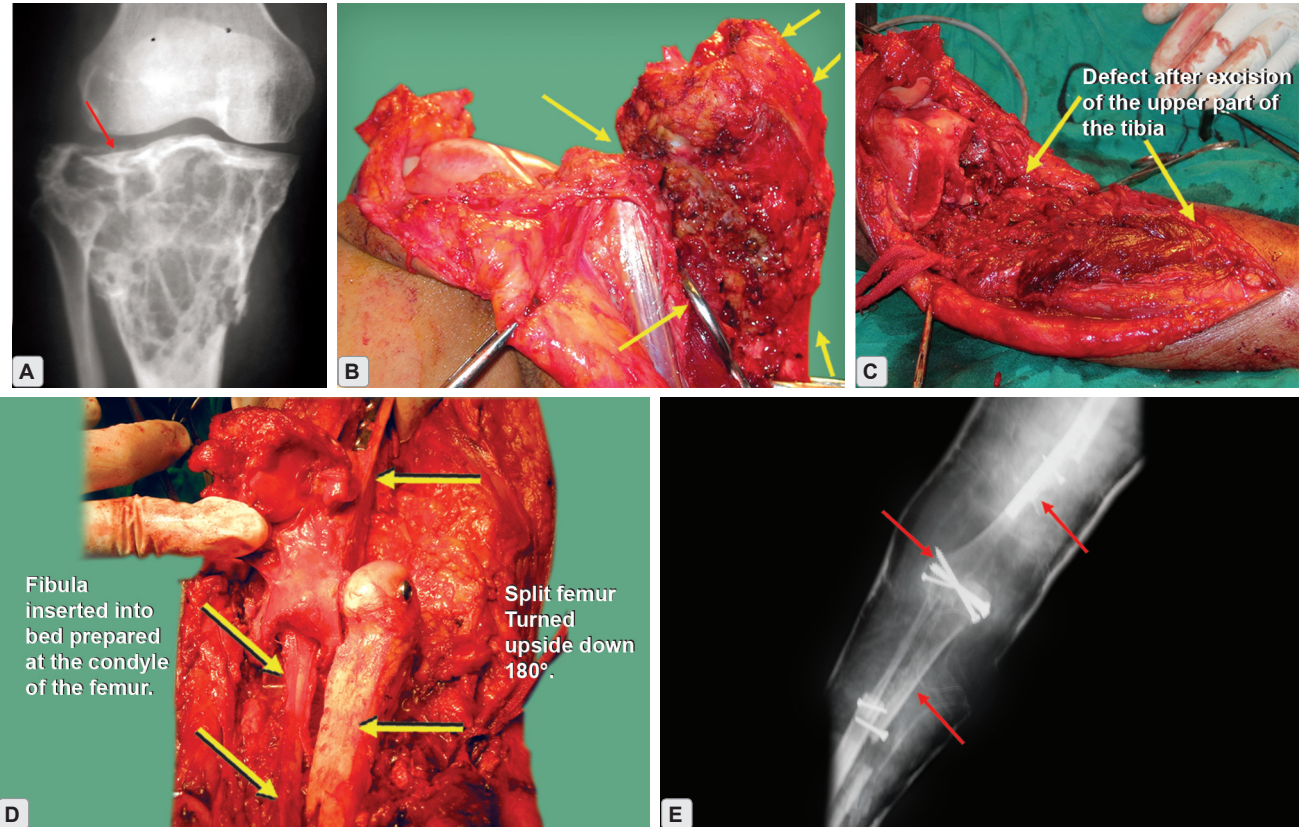 A
B
Defect after excision
of the upper part of
the tibia
C
Fibula
inserted into
bed prepared
at the condyle
of the femur.
Split femur
Turned
upside down
180°.
D
E